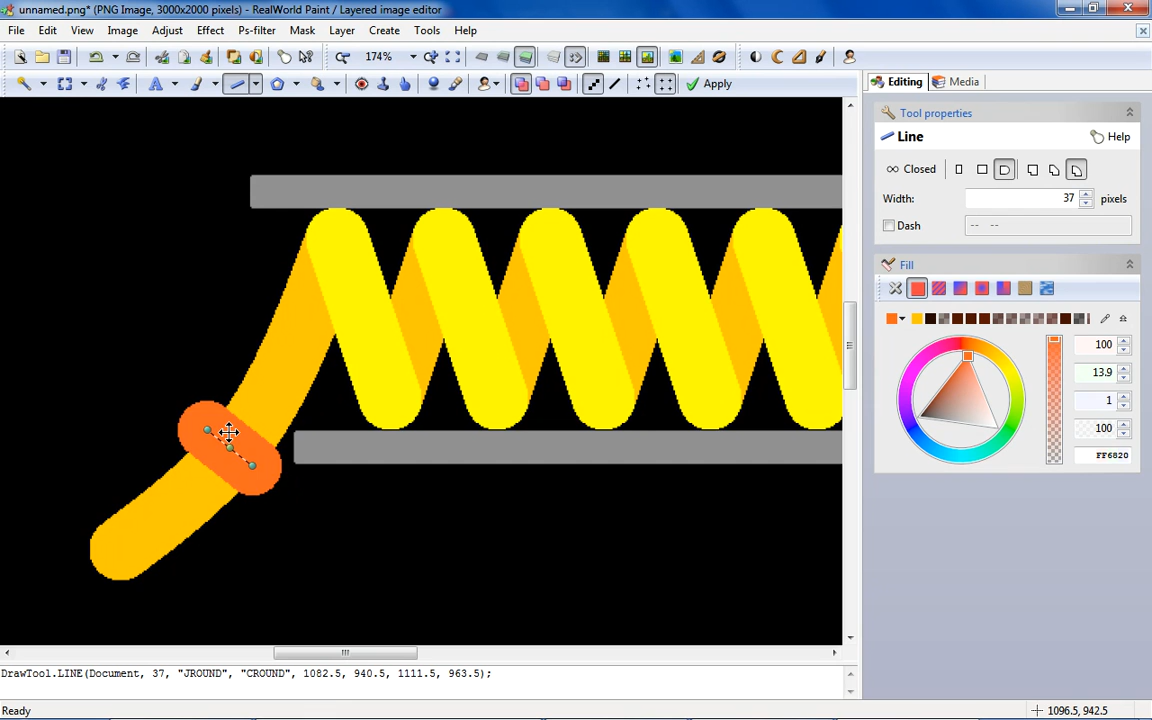 unnamed.png* (PNG Image, 3000x2000 pixels) - RealWorld Paint / Layered image editor
File Edit View Image Adjust Effect Ps-filter Mask Layer Create Tools Help
174%
Apply
Editing Media
Tool properties
Line Help
Closed
Width: 37 pixels
Dash -- --
Fill
100
13.9
1
100
FF6820
DrawTool.LINE(Document, 37, "JROUND", "CROUND", 1082.5, 940.5, 1111.5, 963.5);
Ready 1096.5, 942.5